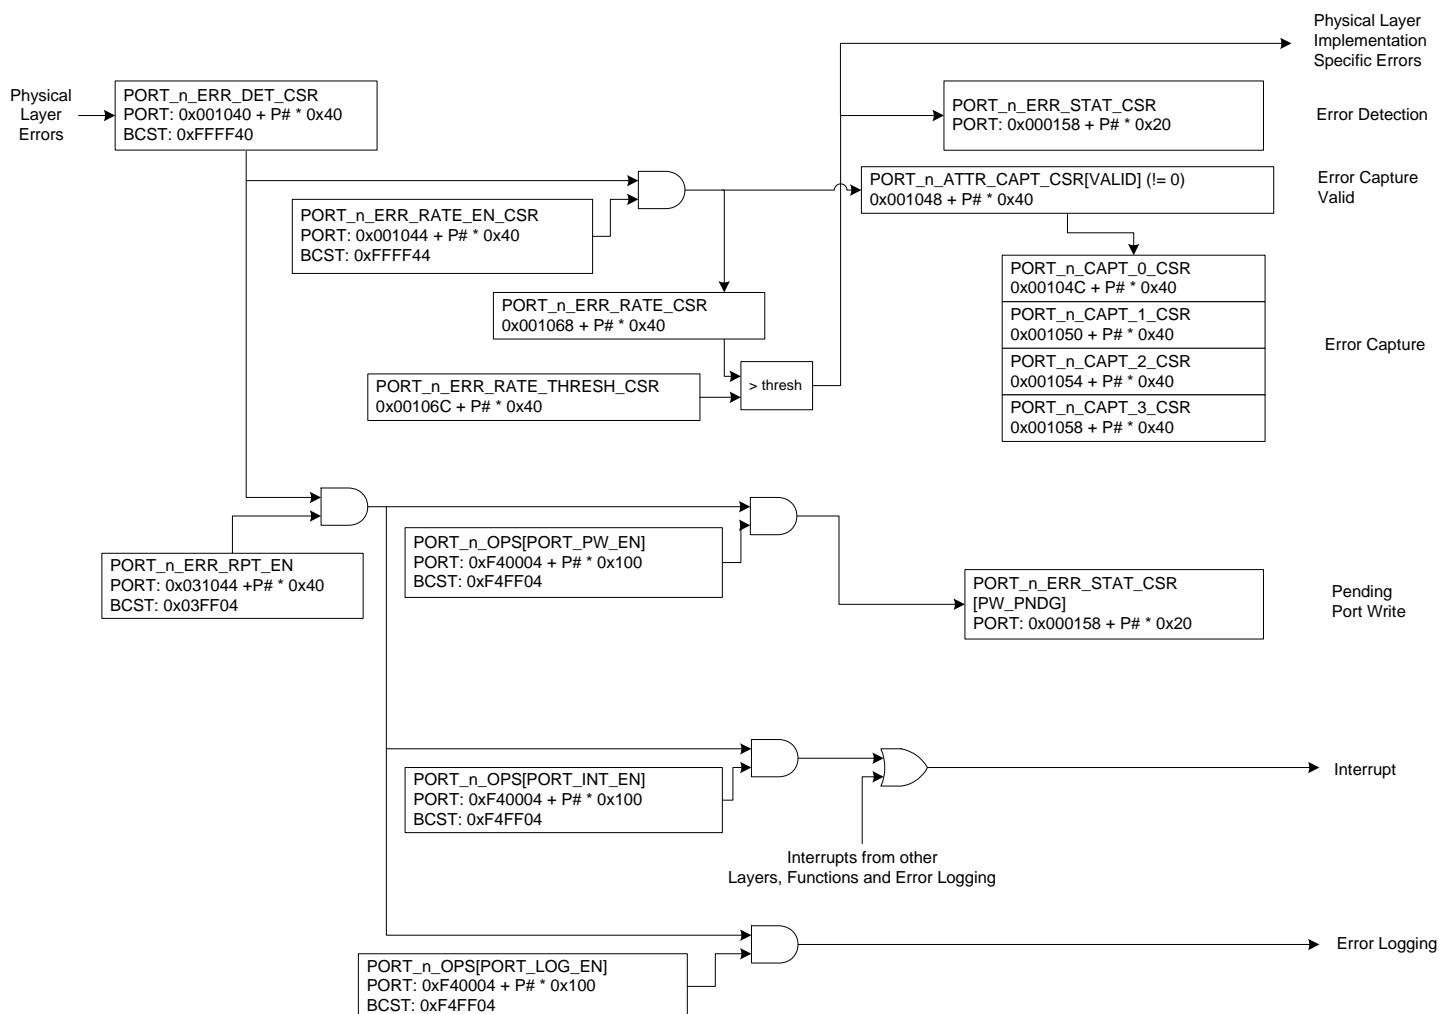 Physical Layer
Implementation
Specific Errors
Physical
Layer
Errors
PORT_n_ERR_DET_CSR
PORT: 0x001040 + P# * 0x40
BCST: 0xFFFF40
PORT_n_ERR_STAT_CSR
PORT: 0x000158 + P# * 0x20
Error Detection
PORT_n_ATTR_CAPT_CSR[VALID] (!= 0)
0x001048 + P# * 0x40
Error Capture
Valid
PORT_n_ERR_RATE_EN_CSR
PORT: 0x001044 + P# * 0x40
BCST: 0xFFFF44
PORT_n_CAPT_0_CSR
0x00104C + P# * 0x40
PORT_n_ERR_RATE_CSR
0x001068 + P# * 0x40
PORT_n_CAPT_1_CSR
0x001050 + P# * 0x40
Error Capture
PORT_n_CAPT_2_CSR
0x001054 + P# * 0x40
PORT_n_ERR_RATE_THRESH_CSR
0x00106C + P# * 0x40
> thresh
PORT_n_CAPT_3_CSR
0x001058 + P# * 0x40
PORT_n_ERR_RPT_EN
PORT: 0x031044 +P# * 0x40
BCST: 0x03FF04
PORT_n_OPS[PORT_PW_EN]
PORT: 0xF40004 + P# * 0x100
BCST: 0xF4FF04
PORT_n_ERR_STAT_CSR
[PW_PNDG]
PORT: 0x000158 + P# * 0x20
Pending
Port Write
PORT_n_OPS[PORT_INT_EN]
PORT: 0xF40004 + P# * 0x100
BCST: 0xF4FF04
Interrupt
Interrupts from other
Layers, Functions and Error Logging
Error Logging
PORT_n_OPS[PORT_LOG_EN]
PORT: 0xF40004 + P# * 0x100
BCST: 0xF4FF04